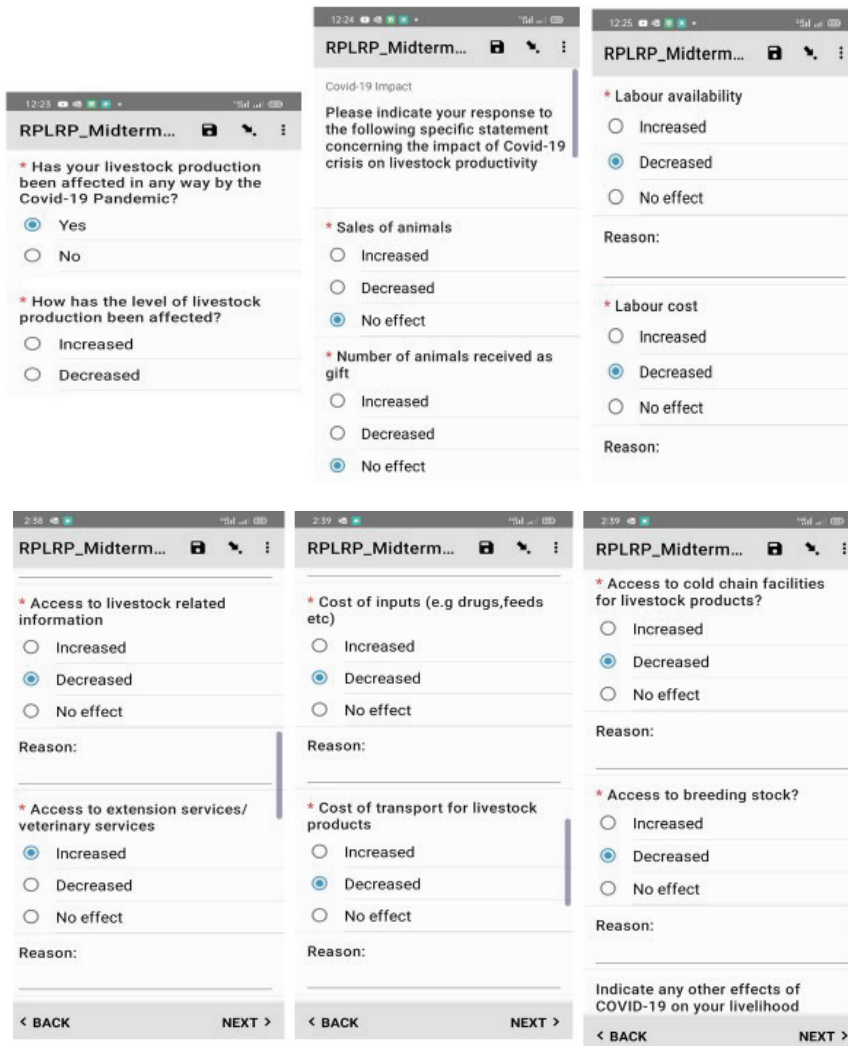 12:23
RPLRP_Midterm...
* Has your livestock production
been affected in any way by the
Covid-19 Pandemic?
Yes
No
* How has the level of livestock
production been affected?
Increased
Decreased
12:24
RPLRP_Midterm...
Covid-19 Impact
Please indicate your response to
the following specific statement
concerning the impact of Covid-19
crisis on livestock productivity
* Sales of animals
Increased
Decreased
No effect
* Number of animals received as
gift
Increased
Decreased
No effect
12:25
RPLRP_Midterm...
* Labour availability
Increased
Decreased
No effect
Reason:
* Labour cost
Increased
Decreased
No effect
Reason:
2:38
RPLRP_Midterm...
* Access to livestock related
information
Increased
Decreased
No effect
Reason:
* Access to extension services/
veterinary services
Increased
Decreased
No effect
Reason:
< BACK NEXT >
2:39
RPLRP_Midterm...
* Cost of inputs (e.g drugs,feeds
etc)
Increased
Decreased
No effect
Reason:
* Cost of transport for livestock
products
Increased
Decreased
No effect
Reason:
< BACK NEXT >
2:39
RPLRP_Midterm...
* Access to cold chain facilities
for livestock products?
Increased
Decreased
No effect
Reason:
* Access to breeding stock?
Increased
Decreased
No effect
Reason:
Indicate any other effects of
COVID-19 on your livelihood
< BACK NEXT >